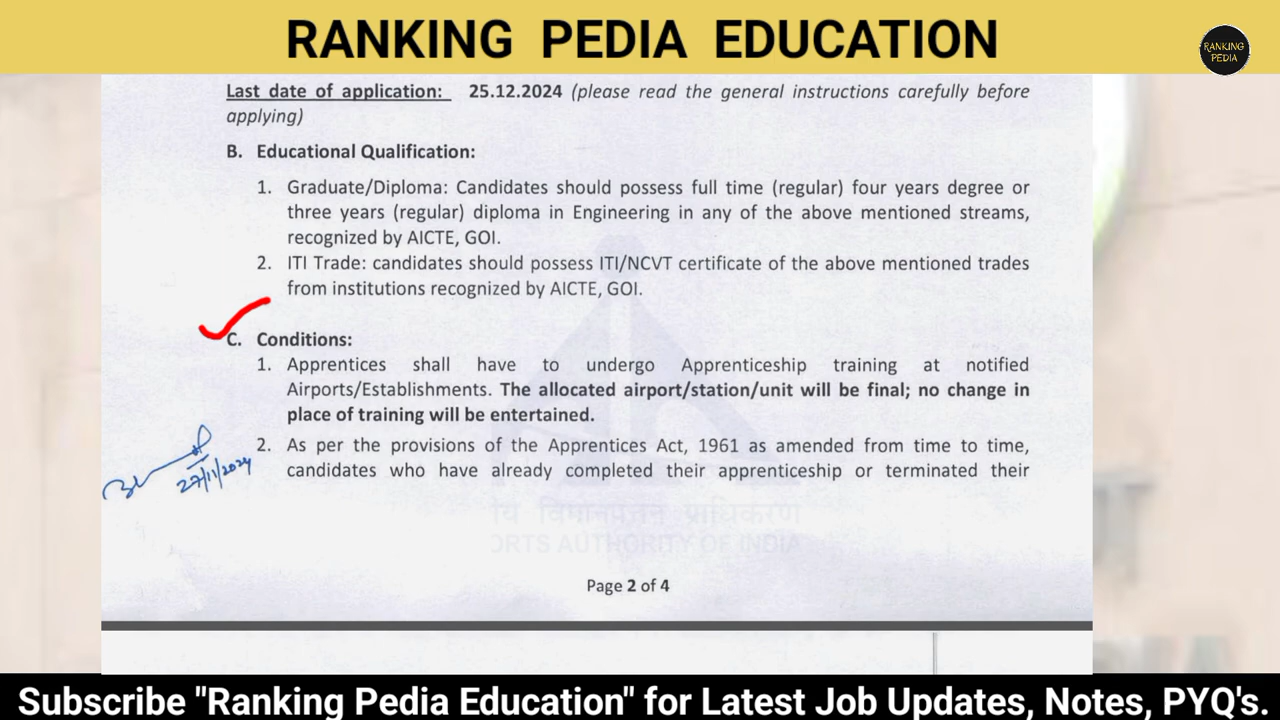 RANKING PEDIA EDUCATION
RANKING
PEDIA
Last date of application: 25.12.2024 (please read the general instructions carefully before
applying)
B. Educational Qualification:
1. Graduate/Diploma: Candidates should possess full time (regular) four years degree or
three years (regular) diploma in Engineering in any of the above mentioned streams,
recognized by AICTE, GOI.
2. ITI Trade: candidates should possess ITI/NCVT certificate of the above mentioned trades
from institutions recognized by AICTE, GOI.
C. Conditions:
1. Apprentices shall have to undergo Apprenticeship training at notified
Airports/Establishments. The allocated airport/station/unit will be final; no change in
place of training will be entertained.
2. As per the provisions of the Apprentices Act, 1961 as amended from time to time,
candidates who have already completed their apprenticeship or terminated their
27/11/2024
विमानपत्तन प्राधिकरण
ORTS AUTHORITY OF INDIA
Page 2 of 4
Subscribe "Ranking Pedia Education" for Latest Job Updates, Notes, PYQ's.